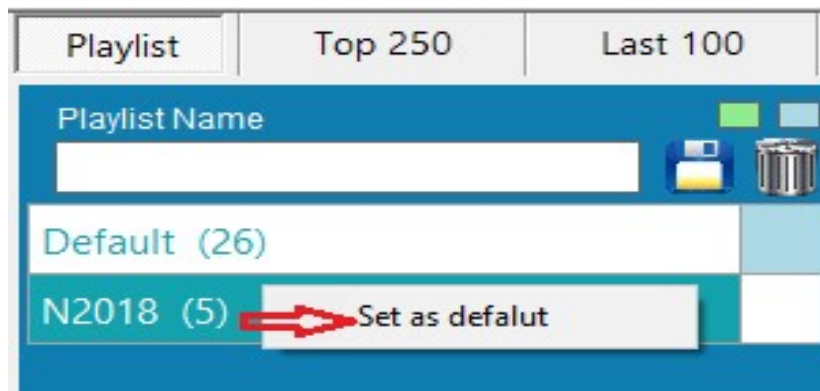 Playlist Top 250 Last 100
Playlist Name
Default (26)
N2018 (5) Set as defalut